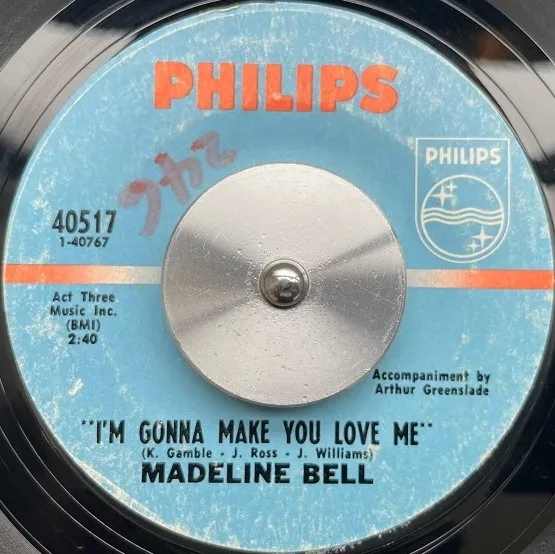 PHILIPS
246
PHILIPS
40517
1-40767
Act Three
Music Inc.
(BMI)
2:40
Accompaniment by
Arthur Greenslade
"I'M GONNA MAKE YOU LOVE ME"
(K. Gamble - J. Ross - J. Williams)
MADELINE BELL